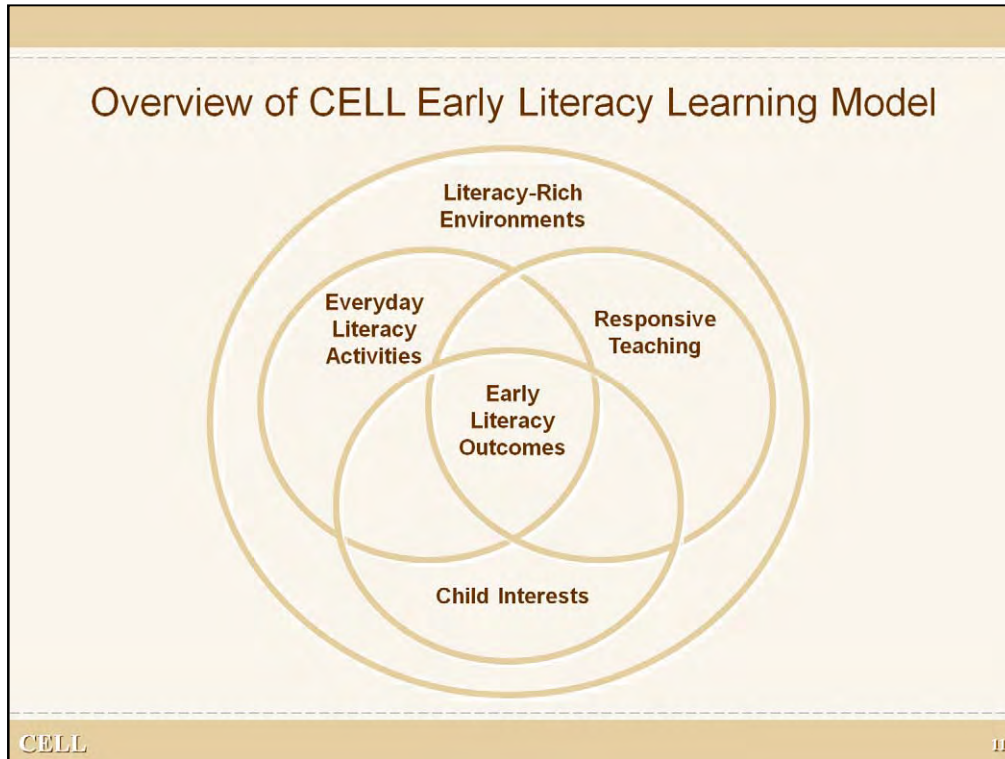 Overview of CELL Early Literacy Learning Model
Literacy-Rich
Environments
Everyday
Literacy
Activities
Responsive
Teaching
Early
Literacy
Outcomes
Child Interests
CELL
11